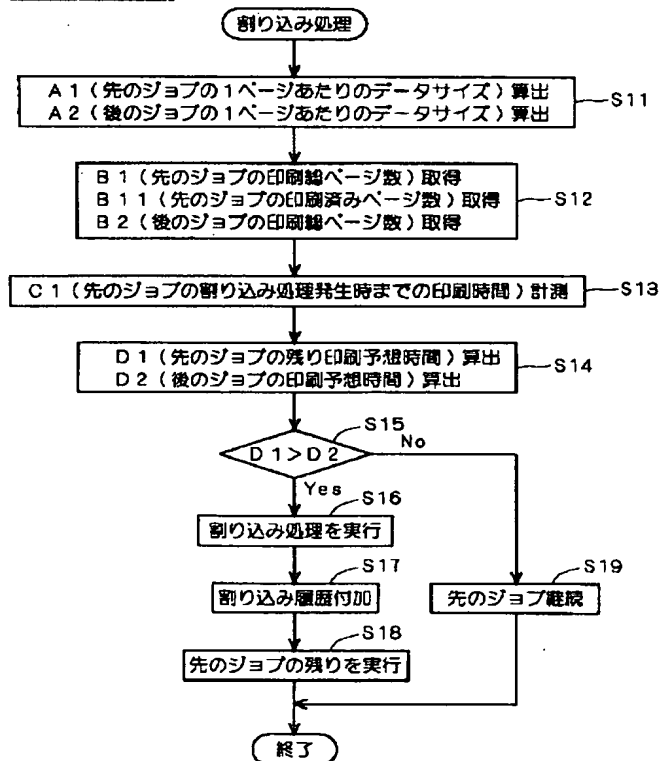 割り込み処理
A1(先のジョブの1ページあたりのデータサイズ)算出
A2(後のジョブの1ページあたりのデータサイズ)算出
S11
B1(先のジョブの印刷総ページ数)取得
B11(先のジョブの印刷済みページ数)取得
B2(後のジョブの印刷総ページ数)取得
S12
C1(先のジョブの割り込み処理発生時までの印刷時間)計測
S13
D1(先のジョブの残り印刷予想時間)算出
D2(後のジョブの印刷予想時間)算出
S14
S15
D1>D2
No
Yes
S16
割り込み処理を実行
S17
割り込み履歴付加
S19
先のジョブ継続
S18
先のジョブの残りを実行
終了